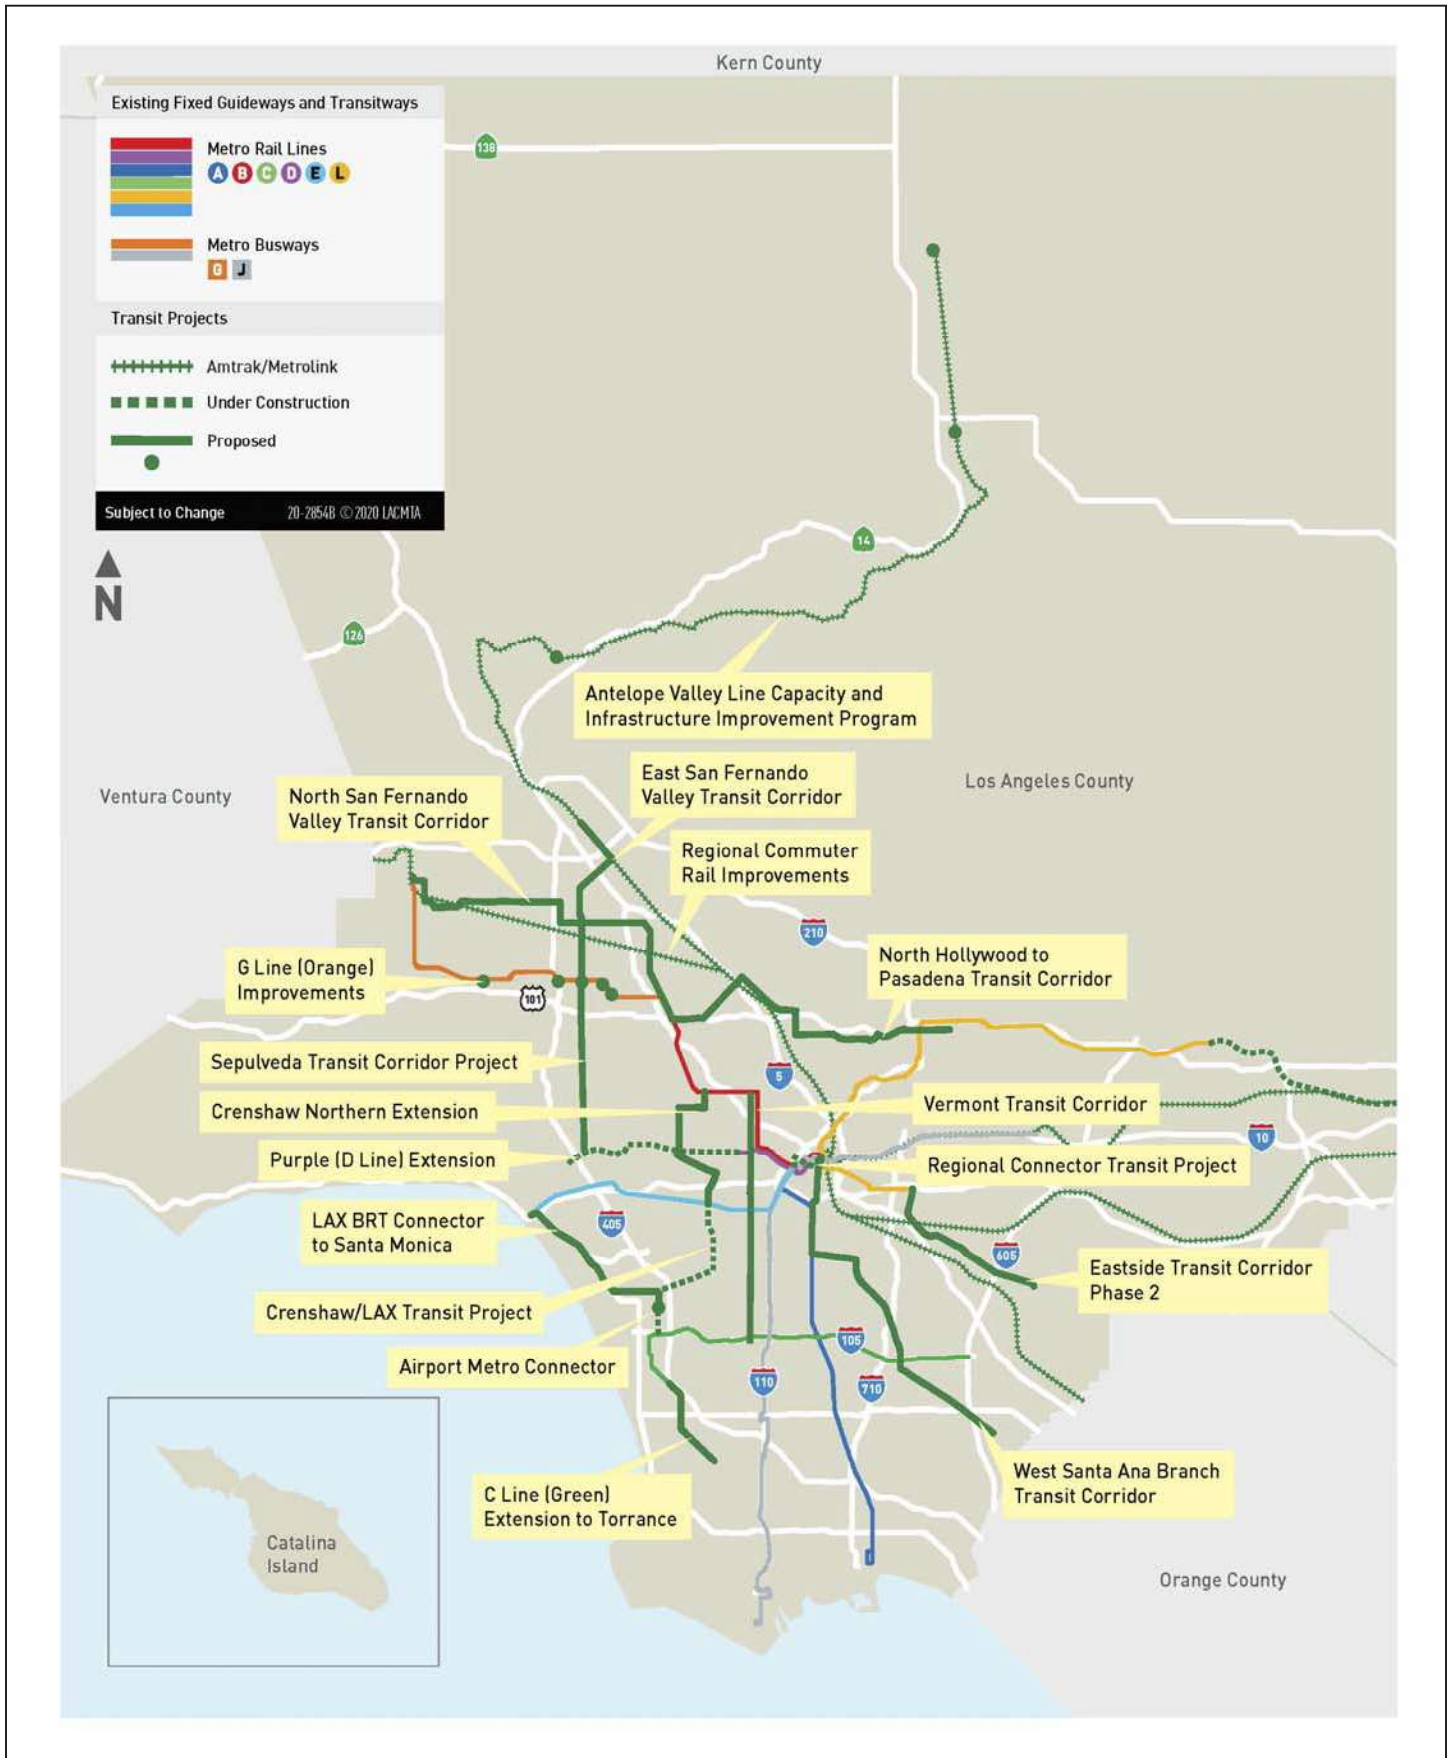 Kern County
Existing Fixed Guideways and Transitways
Metro Rail Lines
A B C D E L
Metro Busways
G J
Transit Projects
Amtrak/Metrolink
Under Construction
Proposed
Subject to Change 20-2854B © 2020 LACMTA
N
138
14
126
Antelope Valley Line Capacity and
Infrastructure Improvement Program
Ventura County
Los Angeles County
East San Fernando
Valley Transit Corridor
North San Fernando
Valley Transit Corridor
Regional Commuter
Rail Improvements
210
North Hollywood to
Pasadena Transit Corridor
G Line (Orange)
Improvements
101
Sepulveda Transit Corridor Project
5
Crenshaw Northern Extension
Vermont Transit Corridor
10
Purple (D Line) Extension
Regional Connector Transit Project
LAX BRT Connector
to Santa Monica
405
605
Eastside Transit Corridor
Phase 2
Crenshaw/LAX Transit Project
105
Airport Metro Connector
110
710
West Santa Ana Branch
Transit Corridor
C Line (Green)
Extension to Torrance
Catalina
Island
Orange County